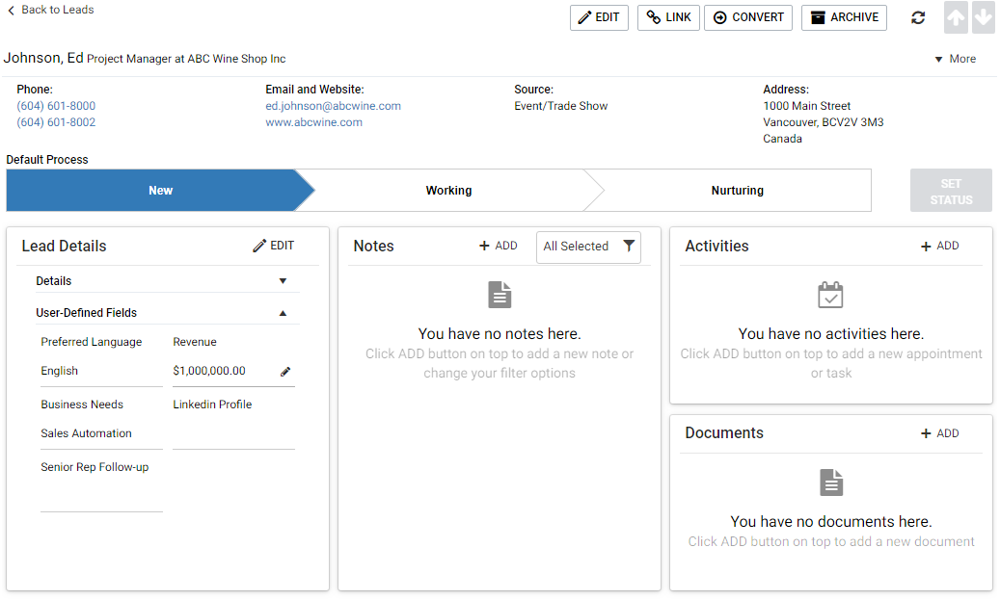 Back to Leads
EDIT
LINK
CONVERT
ARCHIVE
Johnson, Ed Project Manager at ABC Wine Shop Inc
More
Phone:
(604) 601-8000
(604) 601-8002
Email and Website:
ed.johnson@abcwine.com
www.abcwine.com
Source:
Event/Trade Show
Address:
1000 Main Street
Vancouver, BCV2V 3M3
Canada
Default Process
New
Working
Nurturing
SET
STATUS
Lead Details
EDIT
Details
User-Defined Fields
Preferred Language
Revenue
English
$1,000,000.00
Business Needs
Linkedin Profile
Sales Automation
Senior Rep Follow-up
Notes
ADD
All Selected
You have no notes here.
Click ADD button on top to add a new note or
change your filter options
Activities
ADD
You have no activities here.
Click ADD button on top to add a new appointment
or task
Documents
ADD
You have no documents here.
Click ADD button on top to add a new document